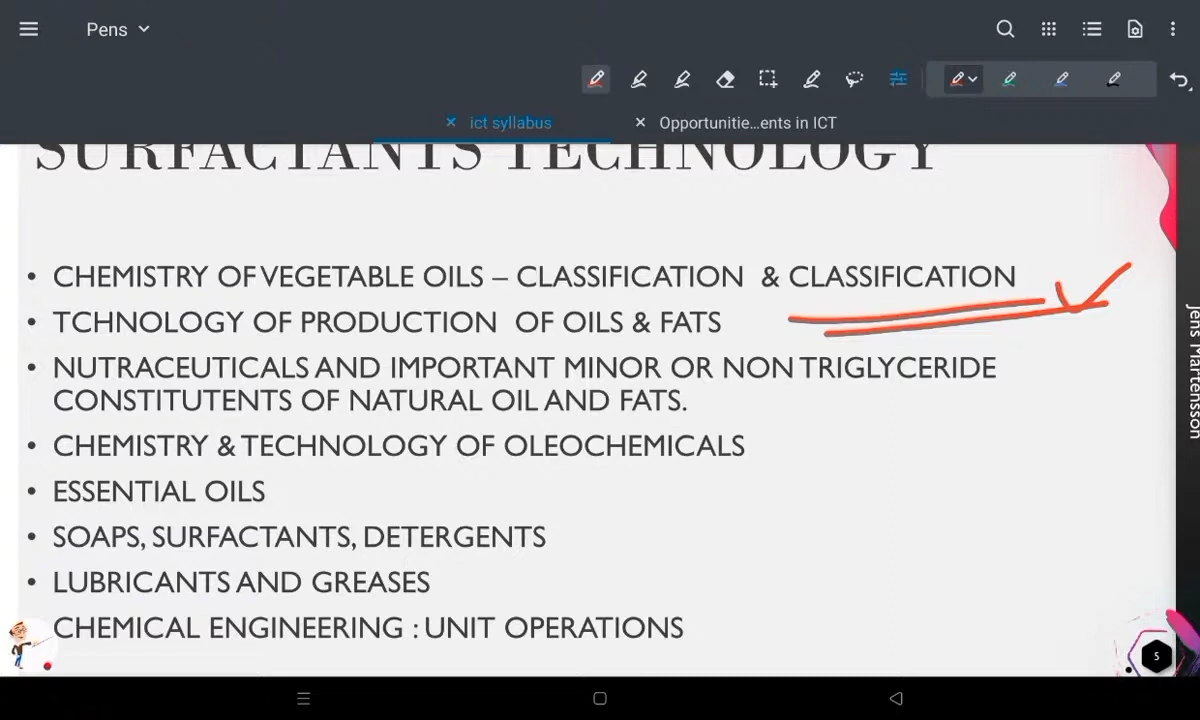 Pens
ict syllabus
Opportunitie...ents in ICT
SURFACTANTS TECHNOLOGY
• CHEMISTRY OF VEGETABLE OILS – CLASSIFICATION & CLASSIFICATION
• TCHNOLOGY OF PRODUCTION OF OILS & FATS
• NUTRACEUTICALS AND IMPORTANT MINOR OR NON TRIGLYCERIDE
CONSTITUTENTS OF NATURAL OIL AND FATS.
• CHEMISTRY & TECHNOLOGY OF OLEOCHEMICALS
• ESSENTIAL OILS
• SOAPS, SURFACTANTS, DETERGENTS
• LUBRICANTS AND GREASES
CHEMICAL ENGINEERING : UNIT OPERATIONS
Jens Martensson
5